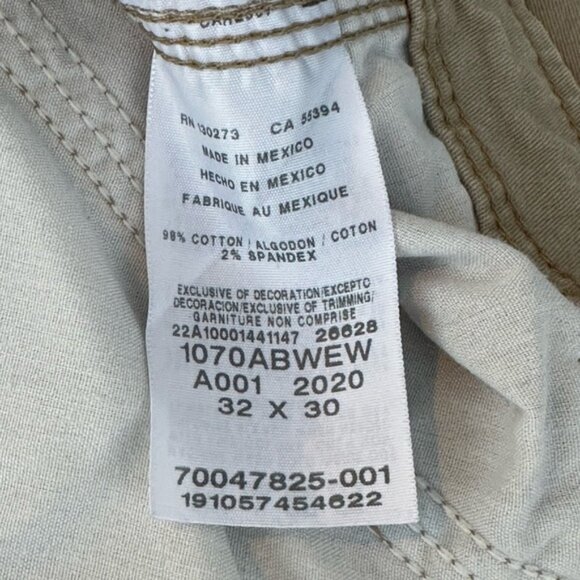 RN 130273 CA 55394
MADE IN MEXICO
HECHO EN MEXICO
FABRIQUE AU MEXIQUE
98% COTTON / ALGODON / COTON
2% SPANDEX
EXCLUSIVE OF DECORATION/EXCEPTO
DECORACION/EXCLUSIVE OF TRIMMING/
GARNITURE NON COMPRISE
22A10001441147 26628
1070ABWEW
A001 2020
32 X 30
70047825-001
191057454622